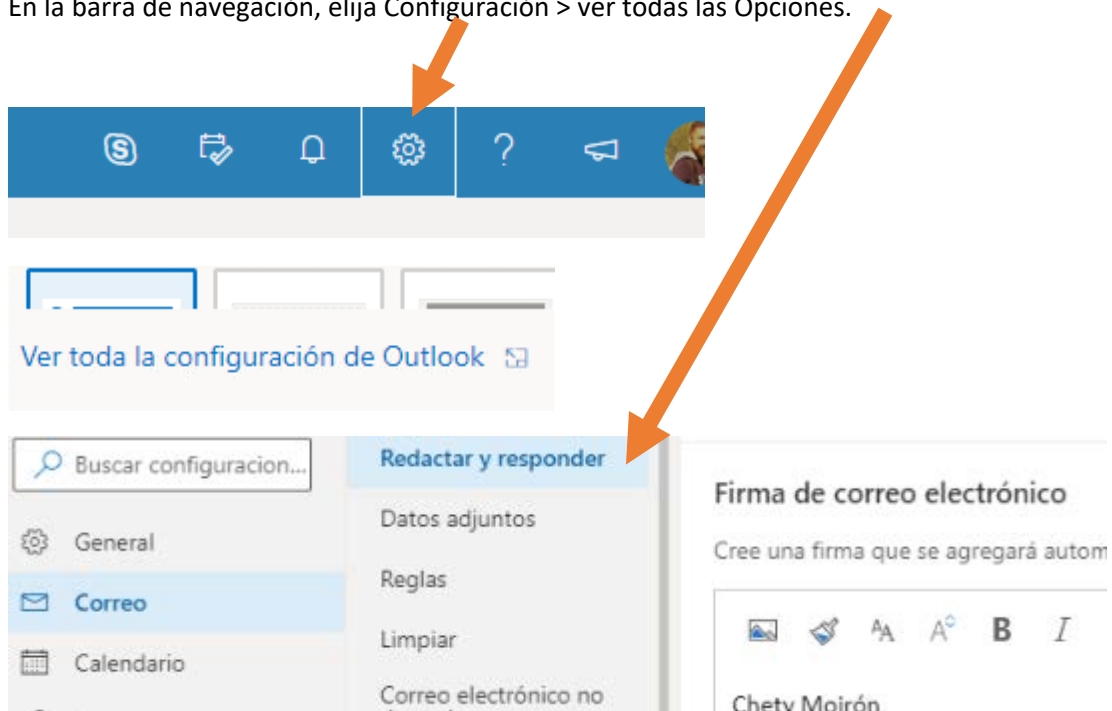 En la barra de navegación, elija Configuración > ver todas las Opciones.
Ver toda la configuración de Outlook
Buscar configuracion...
General
Correo
Calendario
Redactar y responder
Datos adjuntos
Reglas
Limpiar
Correo electrónico no
Firma de correo electrónico
Cree una firma que se agregará autom
B I
Chety Moirón